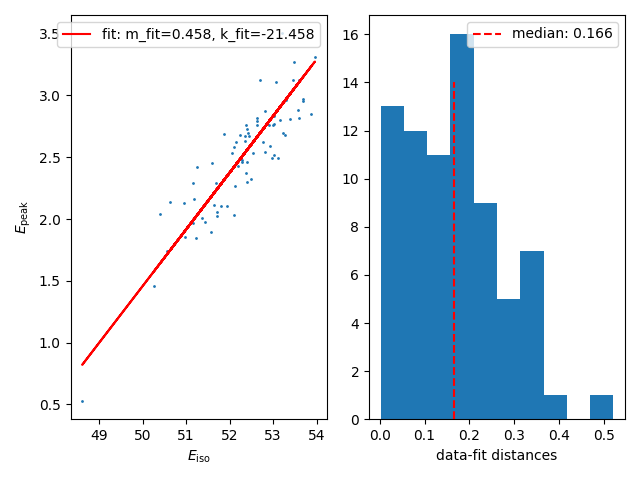 fit: m_fit=0.458, k_fit=-21.458
3.5
3.0
2.5
2.0
1.5
1.0
0.5
E_peak
49 50 51 52 53 54
E_iso
median: 0.166
16
14
12
10
8
6
4
2
0
0.0 0.1 0.2 0.3 0.4 0.5
data-fit distances